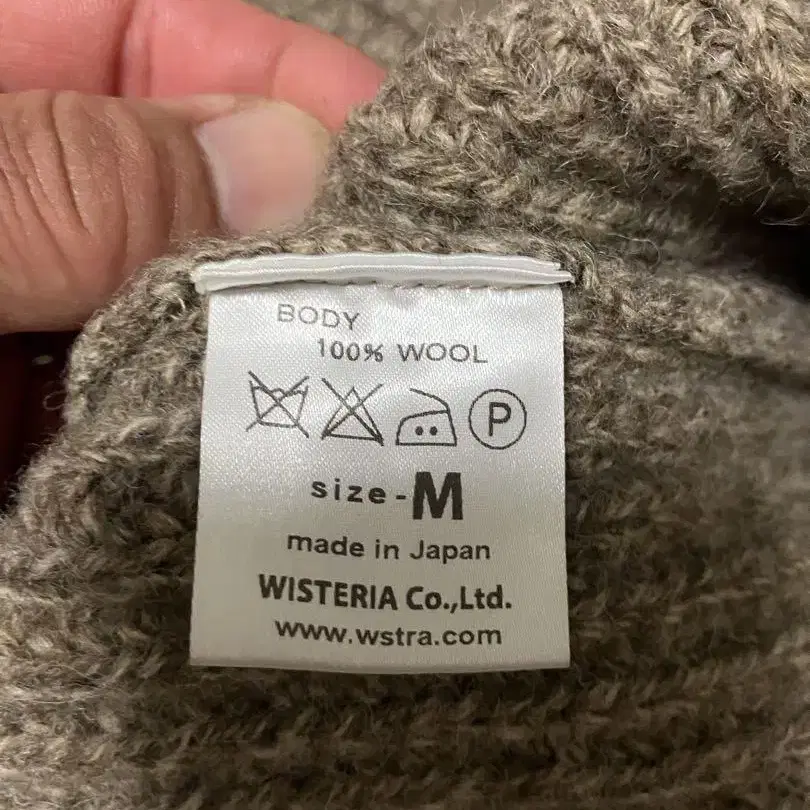 BODY
100% WOOL
P
size-M
made in Japan
WISTERIA Co.,Ltd.
www.wstra.com